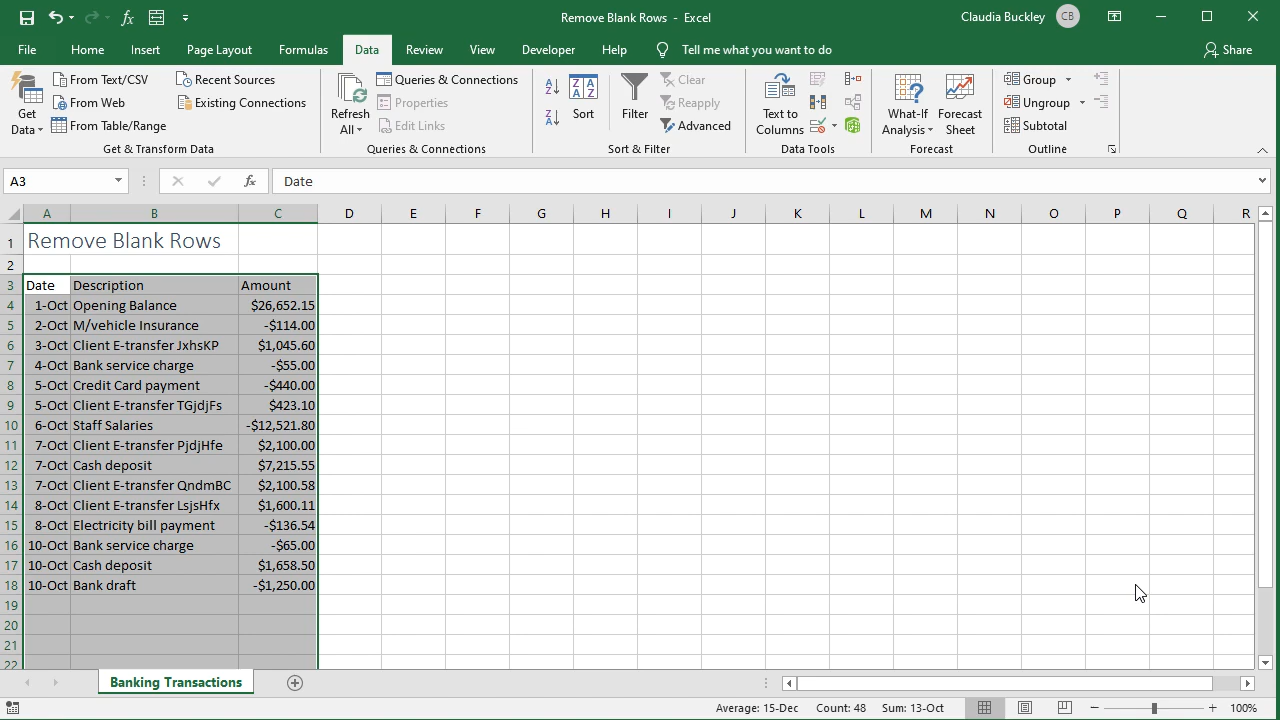 Remove Blank Rows - Excel
Claudia Buckley CB
File Home Insert Page Layout Formulas Data Review View Developer Help Tell me what you want to do Share
Get Data
From Text/CSV
From Web
From Table/Range
Recent Sources
Existing Connections
Get & Transform Data
Refresh All
Queries & Connections
Properties
Edit Links
Queries & Connections
Sort
Filter
Clear
Reapply
Advanced
Sort & Filter
Text to Columns
Data Tools
What-If Analysis
Forecast Sheet
Forecast
Group
Ungroup
Subtotal
Outline
A3 fx Date
A B C D E F G H I J K L M N O P Q R
1 Remove Blank Rows
2
3 Date Description Amount
4 1-Oct Opening Balance $26,652.15
5 2-Oct M/vehicle Insurance -$114.00
6 3-Oct Client E-transfer JxhsKP $1,045.60
7 4-Oct Bank service charge -$55.00
8 5-Oct Credit Card payment -$440.00
9 5-Oct Client E-transfer TGjdjFs $423.10
10 6-Oct Staff Salaries -$12,521.80
11 7-Oct Client E-transfer PjdjHfe $2,100.00
12 7-Oct Cash deposit $7,215.55
13 7-Oct Client E-transfer QndmBC $2,100.58
14 8-Oct Client E-transfer LsjsHfx $1,600.11
15 8-Oct Electricity bill payment -$136.54
16 10-Oct Bank service charge -$65.00
17 10-Oct Cash deposit $1,658.50
18 10-Oct Bank draft -$1,250.00
19
20
21
22
Banking Transactions
Average: 15-Dec Count: 48 Sum: 13-Oct 100%